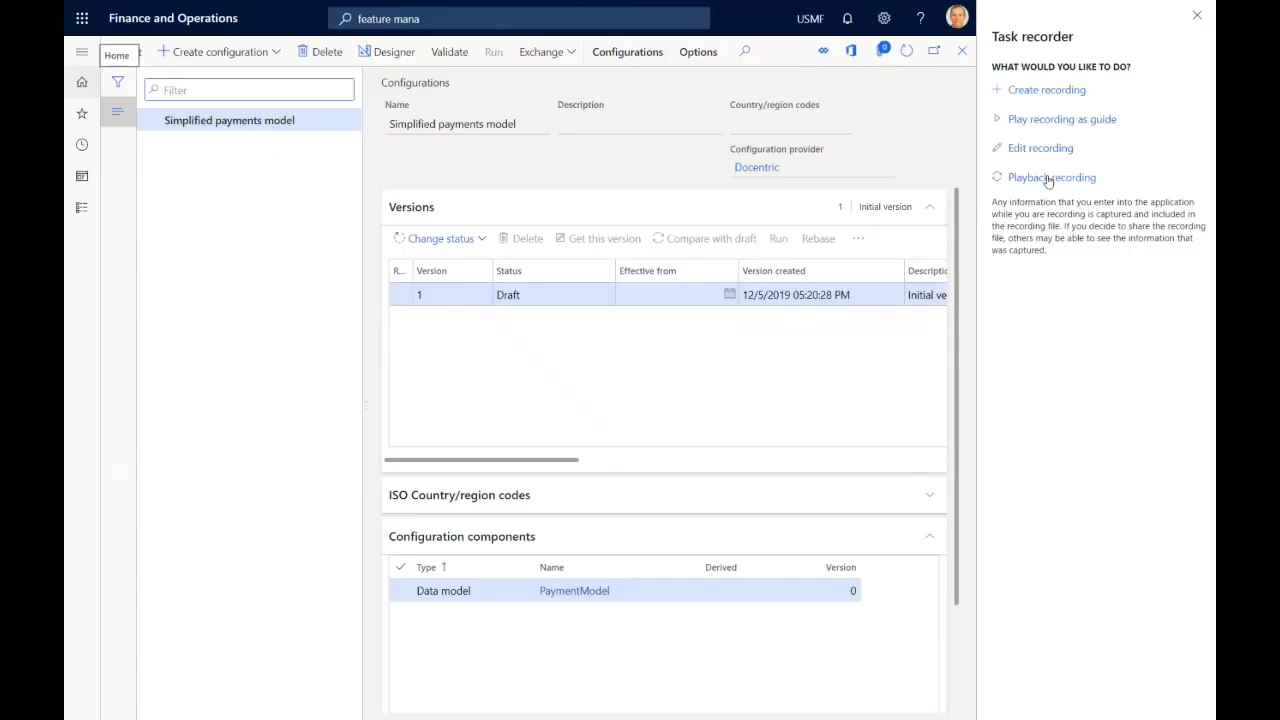 Finance and Operations
feature mana
USMF
Home
Create configuration
Delete
Designer
Validate
Run
Exchange
Configurations
Options
0
Filter
Simplified payments model
Configurations
Name
Description
Country/region codes
Simplified payments model
Configuration provider
Docentric
Versions
1
Initial version
Change status
Delete
Get this version
Compare with draft
Run
Rebase
R...
Version
Status
Effective from
Version created
Descriptio
1
Draft
12/5/2019 05:20:28 PM
Initial ve
ISO Country/region codes
Configuration components
Type
Name
Derived
Version
Data model
PaymentModel
0
Task recorder
WHAT WOULD YOU LIKE TO DO?
Create recording
Play recording as guide
Edit recording
Playback recording
Any information that you enter into the application
while you are recording is captured and included in
the recording file. If you decide to share the recording
file, others may be able to see the information that
was captured.